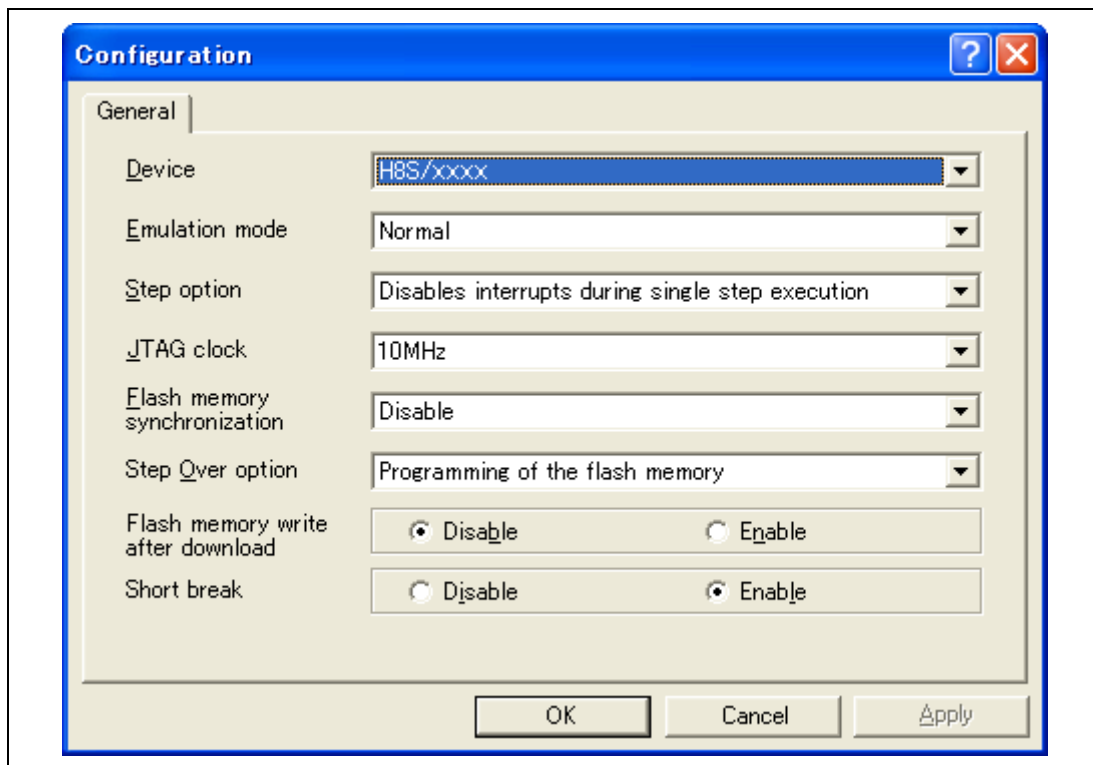 Configuration
General
Device H8S/xxxx
Emulation mode Normal
Step option Disables interrupts during single step execution
JTAG clock 10MHz
Flash memory
synchronization Disable
Step Over option Programming of the flash memory
Flash memory write
after download Disable Enable
Short break Disable Enable
OK Cancel Apply